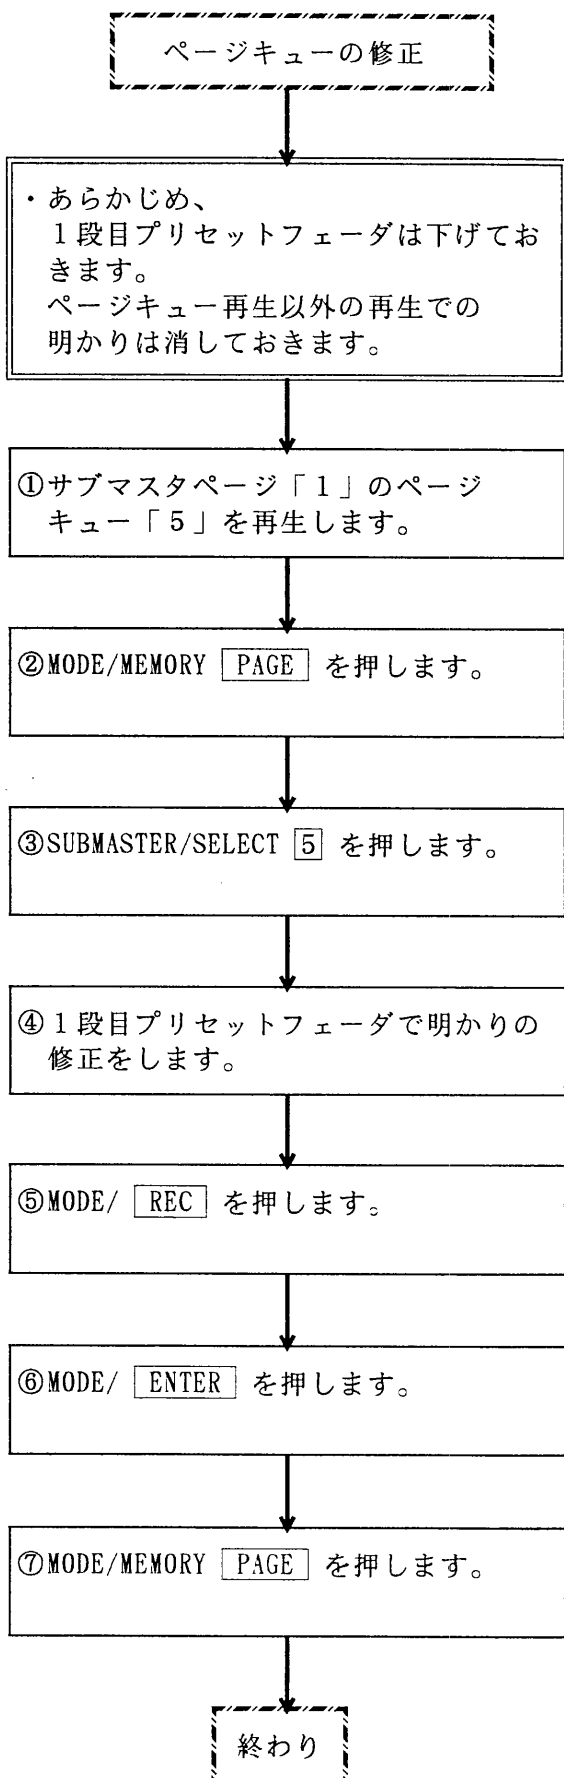 ページキューの修正
・あらかじめ、
1段目プリセットフェーダは下げてお
きます。
ページキュー再生以外の再生での
明かりは消しておきます。
①サブマスタページ「1」のページ
キュー「5」を再生します。
②MODE/MEMORY PAGE を押します。
③SUBMASTER/SELECT 5 を押します。
④1段目プリセットフェーダで明かりの
修正をします。
⑤MODE/ REC を押します。
⑥MODE/ ENTER を押します。
⑦MODE/MEMORY PAGE を押します。
終わり